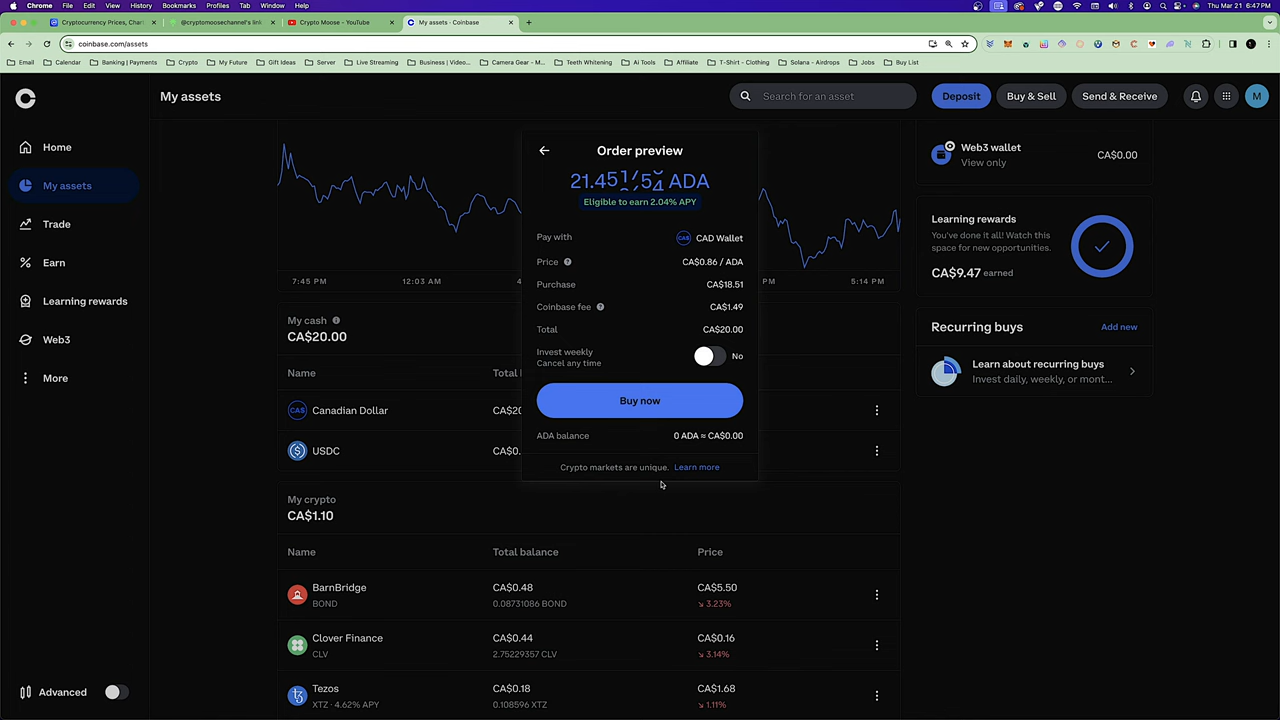 Chrome File Edit View History Bookmarks Profiles Tab Window Help
Thu Mar 21 6:47PM
Cryptocurrency Prices, Chart
@cryptomoosechannel's link
Crypto Moose - YouTube
My assets - Coinbase
coinbase.com/assets
Email Calendar Banking | Payments Crypto My Future Gift Ideas Server Live Streaming Business | Video... Camera Gear - M... Teeth Whitening Ai Tools Affiliate T-Shirt - Clothing Solana - Airdrops Jobs Buy List
My assets
Search for an asset
Deposit
Buy & Sell
Send & Receive
M
Home
My assets
Trade
Earn
Learning rewards
Web3
More
Advanced
7:45 PM 12:03 AM PM 5:14 PM
My cash
CA$20.00
Name Total b
Canadian Dollar CA$20
USDC CA$0.
My crypto
CA$1.10
Name Total balance Price
BarnBridge CA$0.48 CA$5.50
BOND 0.08731086 BOND ↘ 3.23%
Clover Finance CA$0.44 CA$0.16
CLV 2.75229357 CLV ↘ 3.14%
Tezos CA$0.18 CA$1.68
XTZ · 4.62% APY 0.108596 XTZ ↘ 1.11%
Order preview
ADA
Eligible to earn 2.04% APY
Pay with CAD Wallet
Price CA$0.86 / ADA
Purchase CA$18.51
Coinbase fee CA$1.49
Total CA$20.00
Invest weekly No
Cancel any time
Buy now
ADA balance 0 ADA ≈ CA$0.00
Crypto markets are unique. Learn more
Web3 wallet CA$0.00
View only
Learning rewards
You've done it all! Watch this
space for new opportunities.
CA$9.47 earned
Recurring buys Add new
Learn about recurring buys
Invest daily, weekly, or mont...